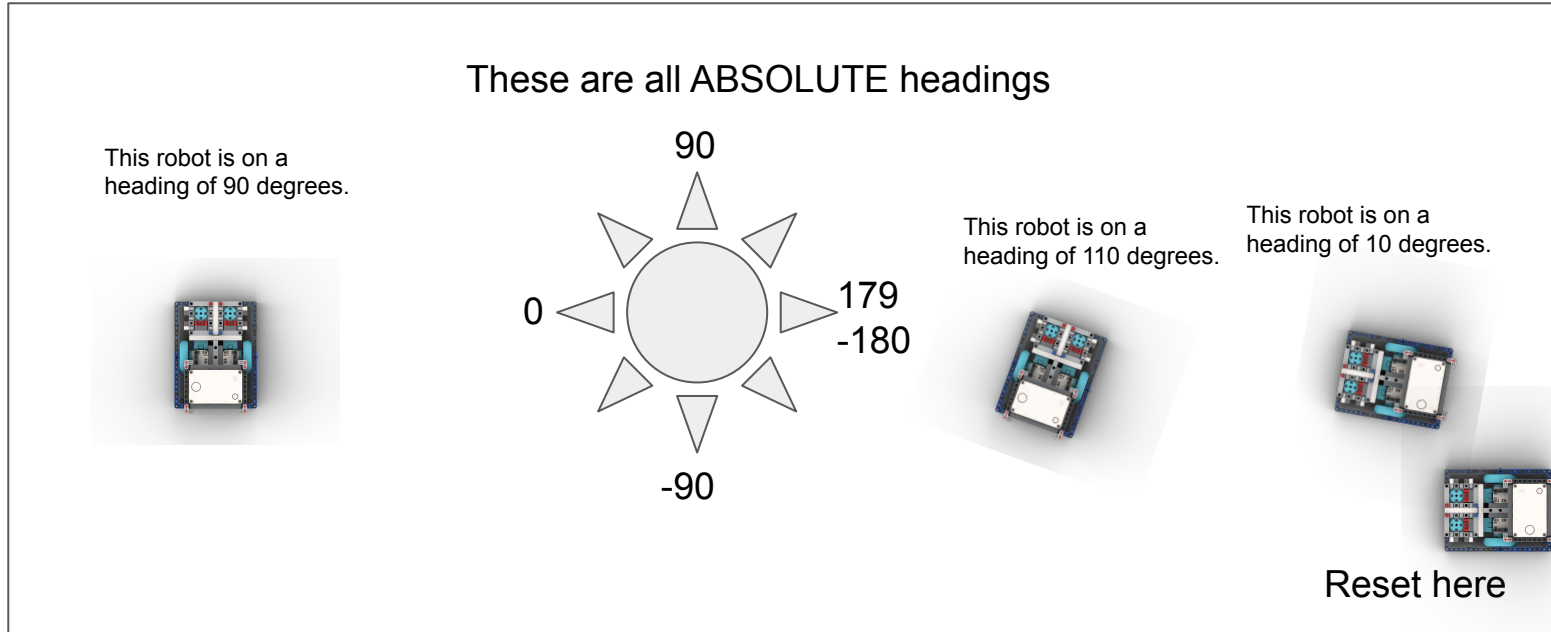 These are all ABSOLUTE headings
This robot is on a
heading of 90 degrees.
90
This robot is on a
heading of 110 degrees.
This robot is on a
heading of 10 degrees.
0
179
-180
-90
Reset here